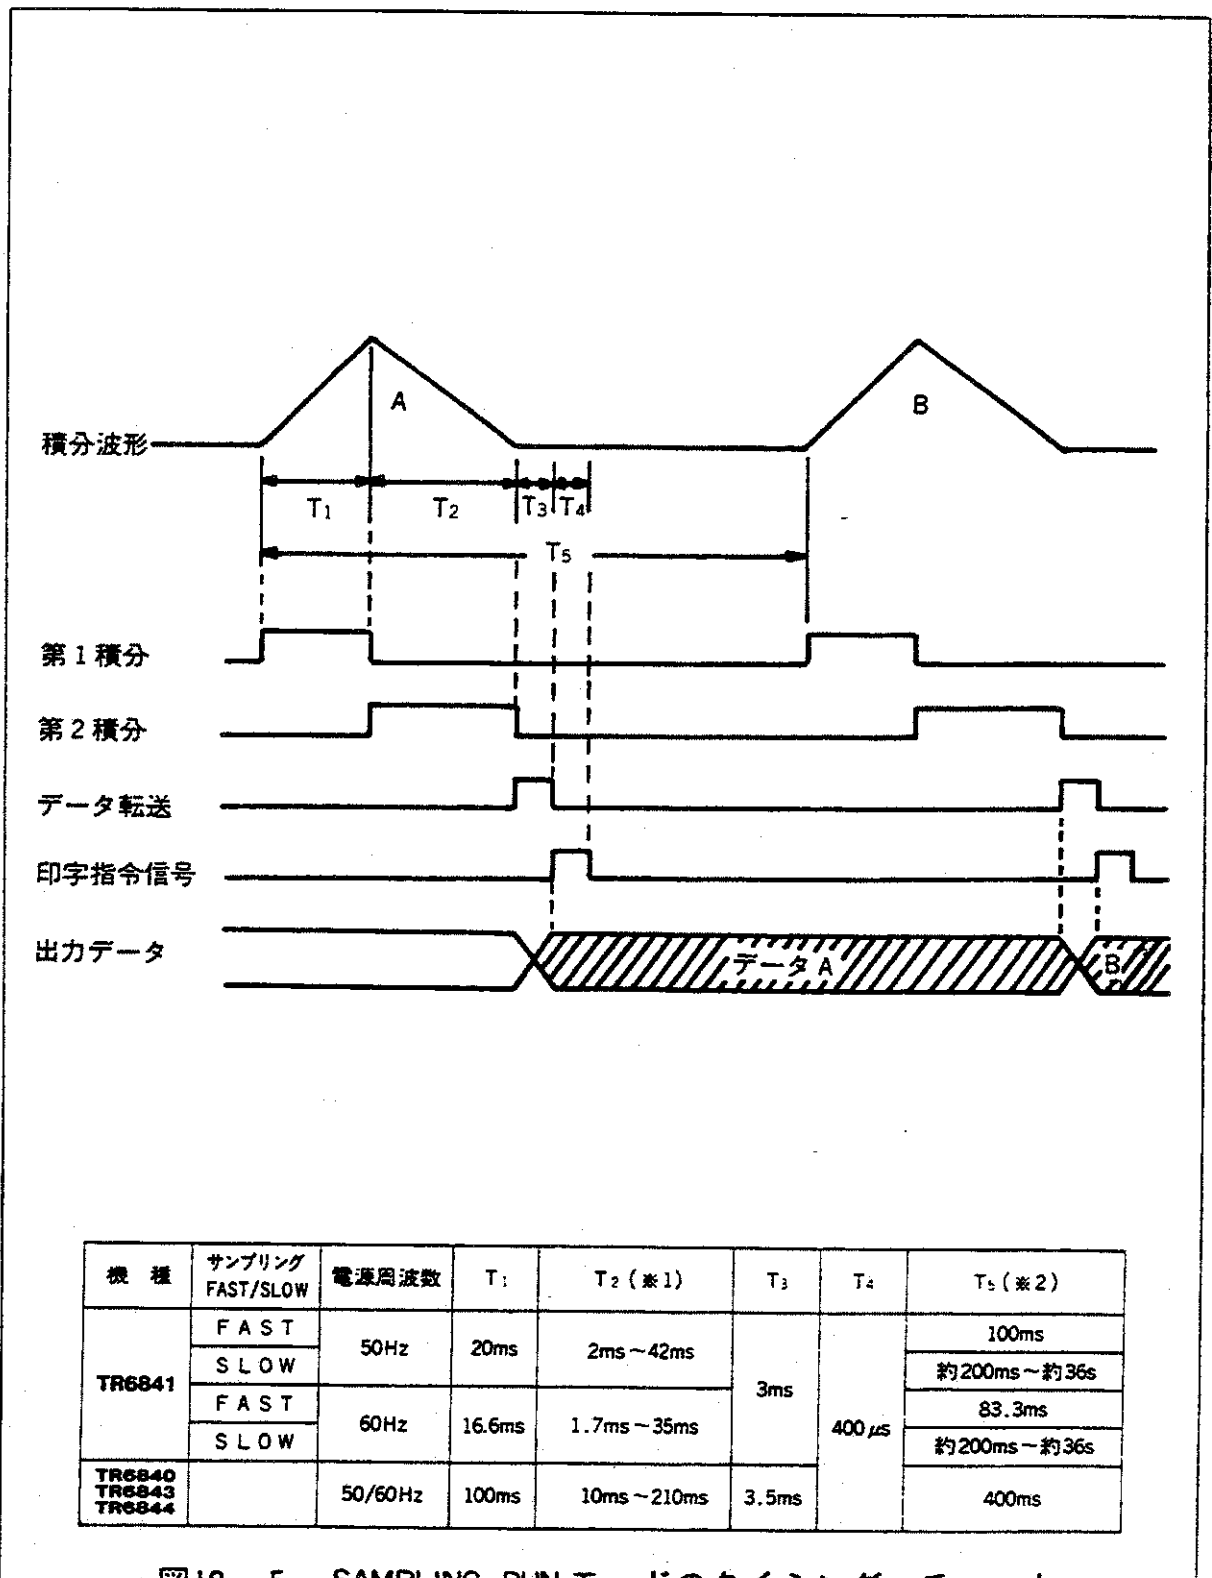 A
B
積分波形
T1 T2 T3 T4
T5
第1積分
第2積分
データ転送
印字指令信号
出力データ データA B
機 種 サンプリング FAST/SLOW 電源周波数 T1 T2(※1) T3 T4 T5(※2)
TR6841 FAST 50Hz 20ms 2ms~42ms 3ms 400μs 100ms
SLOW 約200ms~約36s
FAST 60Hz 16.6ms 1.7ms~35ms 83.3ms
SLOW 約200ms~約36s
TR6840
TR6843
TR6844
50/60Hz 100ms 10ms~210ms 3.5ms 400ms